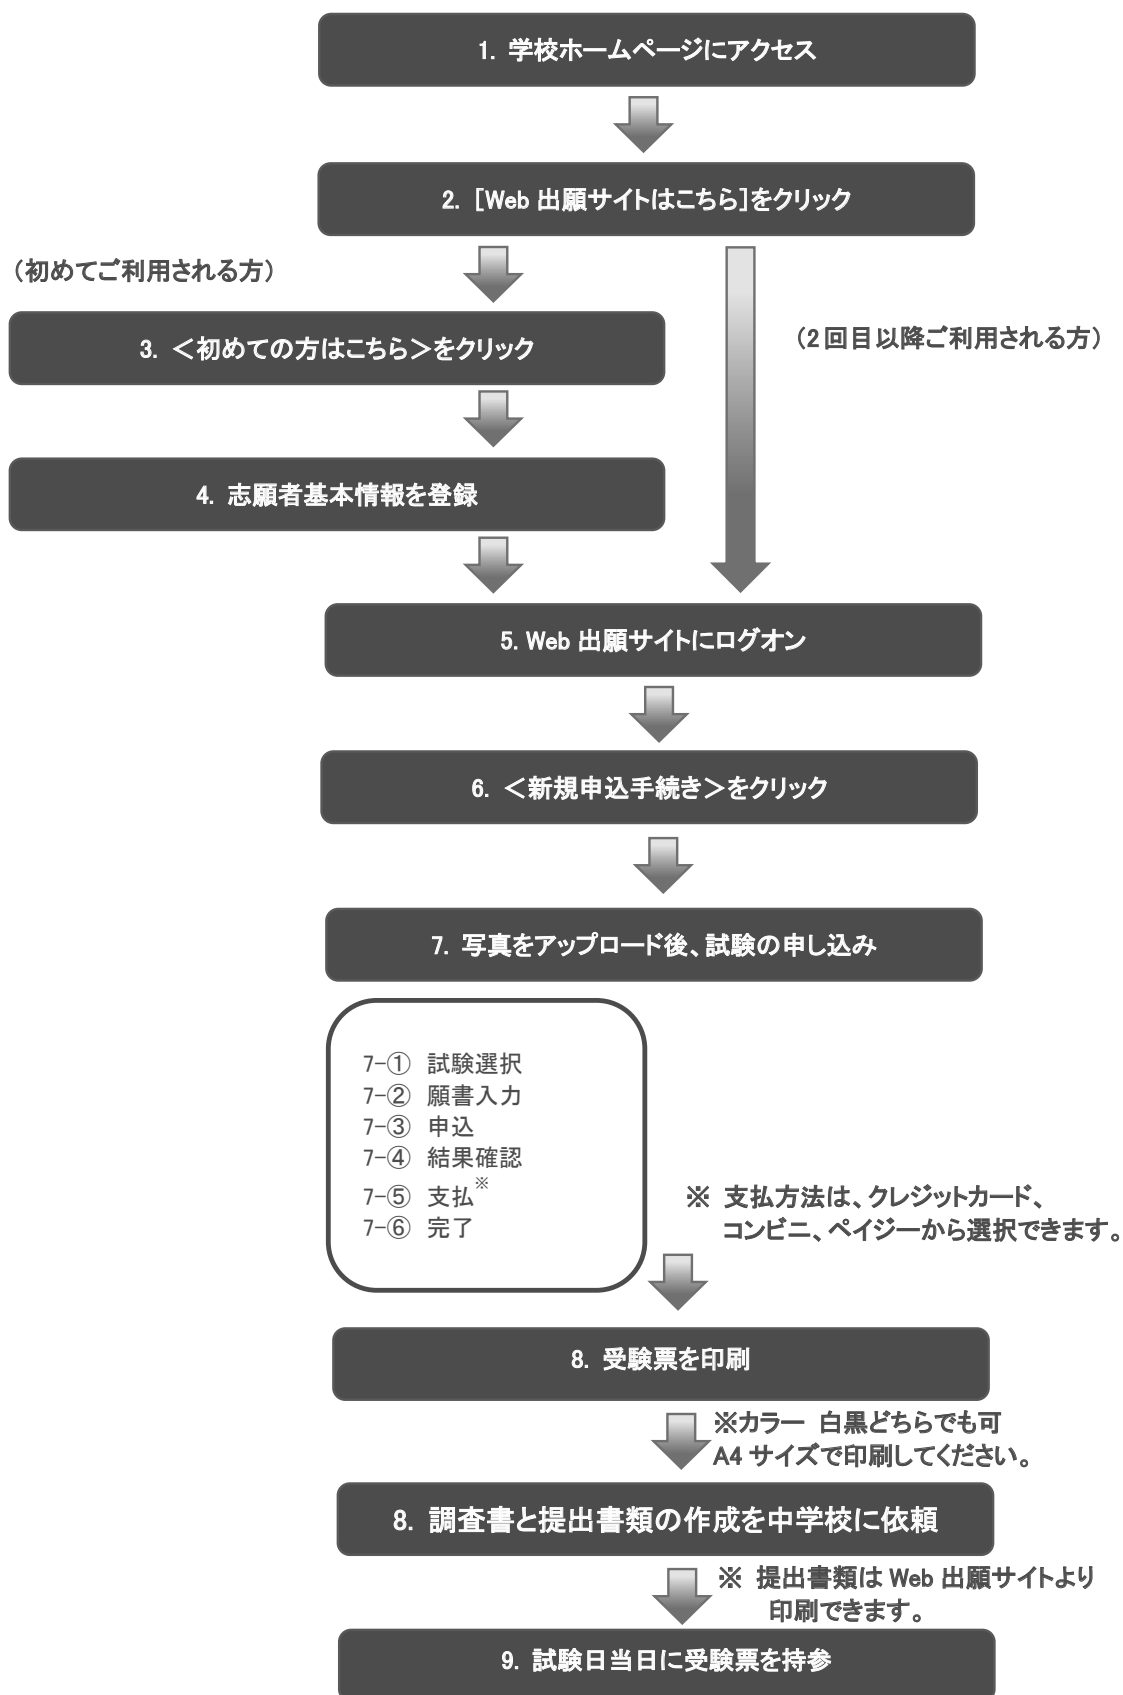 1. 学校ホームページにアクセス
2. [Web 出願サイトはこちら]をクリック
（初めてご利用される方）
3. ＜初めての方はこちら＞をクリック
（2回目以降ご利用される方）
4. 志願者基本情報を登録
5. Web 出願サイトにログオン
6. ＜新規申込手続き＞をクリック
7. 写真をアップロード後、試験の申し込み
7-① 試験選択
7-② 願書入力
7-③ 申込
7-④ 結果確認
7-⑤ 支払※
7-⑥ 完了
※ 支払方法は、クレジットカード、
コンビニ、ペイジーから選択できます。
8. 受験票を印刷
※カラー 白黒どちらでも可
A4 サイズで印刷してください。
8. 調査書と提出書類の作成を中学校に依頼
※ 提出書類は Web 出願サイトより
印刷できます。
9. 試験日当日に受験票を持参